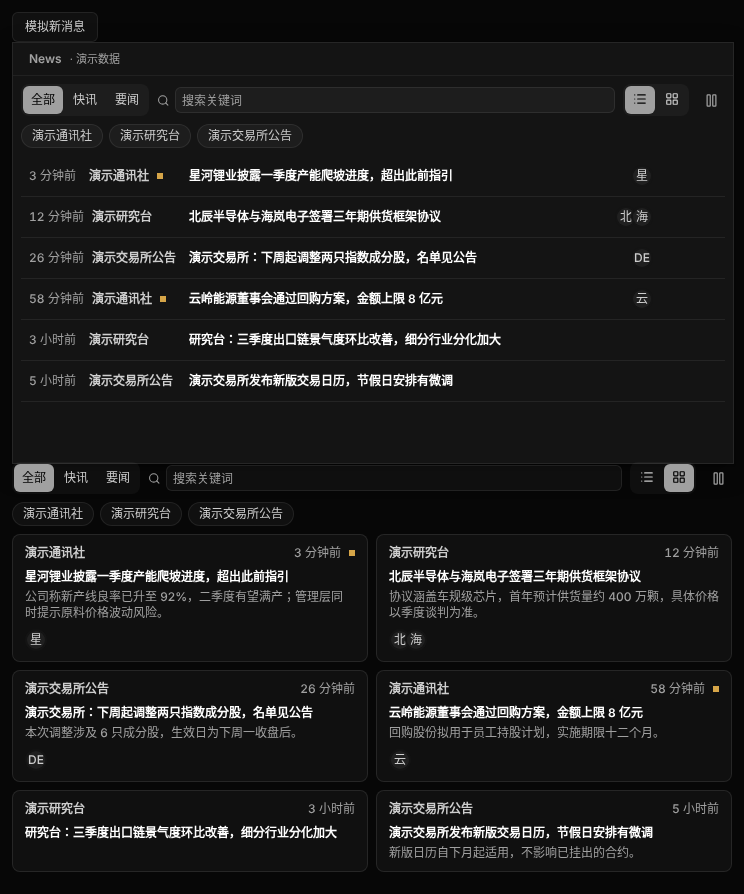 模拟新消息
News · 演示数据
全部 快讯 要闻 搜索关键词
演示通讯社 演示研究台 演示交易所公告
3 分钟前 演示通讯社 星河锂业披露一季度产能爬坡进度，超出此前指引 星
12 分钟前 演示研究台 北辰半导体与海岚电子签署三年期供货框架协议 北 海
26 分钟前 演示交易所公告 演示交易所：下周起调整两只指数成分股，名单见公告 DE
58 分钟前 演示通讯社 云岭能源董事会通过回购方案，金额上限 8 亿元 云
3 小时前 演示研究台 研究台：三季度出口链景气度环比改善，细分行业分化加大
5 小时前 演示交易所公告 演示交易所发布新版交易日历，节假日安排有微调
全部 快讯 要闻 搜索关键词
演示通讯社 演示研究台 演示交易所公告
演示通讯社 3 分钟前
星河锂业披露一季度产能爬坡进度，超出此前指引
公司称新产线良率已升至 92%，二季度有望满产；管理层同
时提示原料价格波动风险。
星
演示研究台 12 分钟前
北辰半导体与海岚电子签署三年期供货框架协议
协议涵盖车规级芯片，首年预计供货量约 400 万颗，具体价格
以季度谈判为准。
北 海
演示交易所公告 26 分钟前
演示交易所：下周起调整两只指数成分股，名单见公告
本次调整涉及 6 只成分股，生效日为下周一收盘后。
DE
演示通讯社 58 分钟前
云岭能源董事会通过回购方案，金额上限 8 亿元
回购股份拟用于员工持股计划，实施期限十二个月。
云
演示研究台 3 小时前
研究台：三季度出口链景气度环比改善，细分行业分化加大
演示交易所公告 5 小时前
演示交易所发布新版交易日历，节假日安排有微调
新版日历自下月起适用，不影响已挂出的合约。